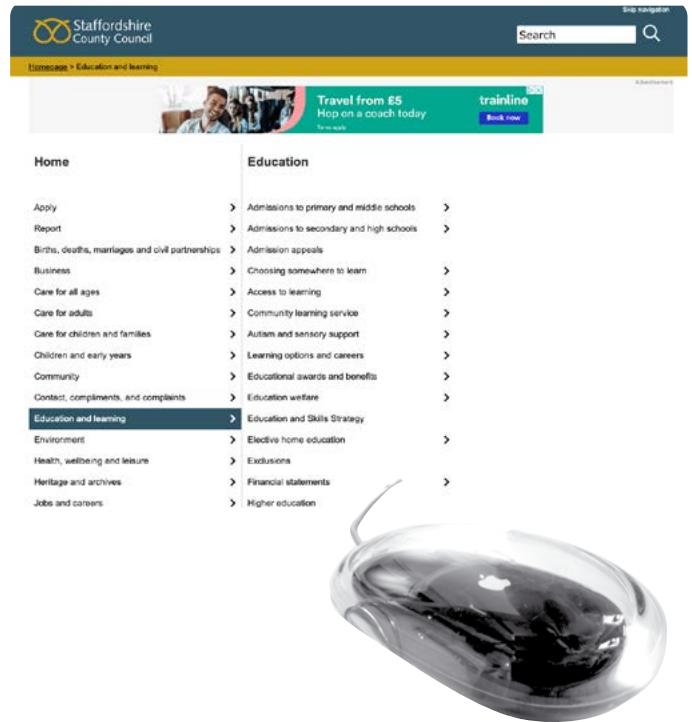 Skip navigation
Staffordshire
County Council
Search
Homepage > Education and learning
Advertisement
Travel from £5
Hop on a coach today
Ts&Cs apply
trainline
Book now
Home
Apply
Report
Births, deaths, marriages and civil partnerships
Business
Care for all ages
Care for adults
Care for children and families
Children and early years
Community
Contact, compliments, and complaints
Education and learning
Environment
Health, wellbeing and leisure
Heritage and archives
Jobs and careers
Education
Admissions to primary and middle schools
Admissions to secondary and high schools
Admission appeals
Choosing somewhere to learn
Access to learning
Community learning service
Autism and sensory support
Learning options and careers
Educational awards and benefits
Education welfare
Education and Skills Strategy
Elective home education
Exclusions
Financial statements
Higher education